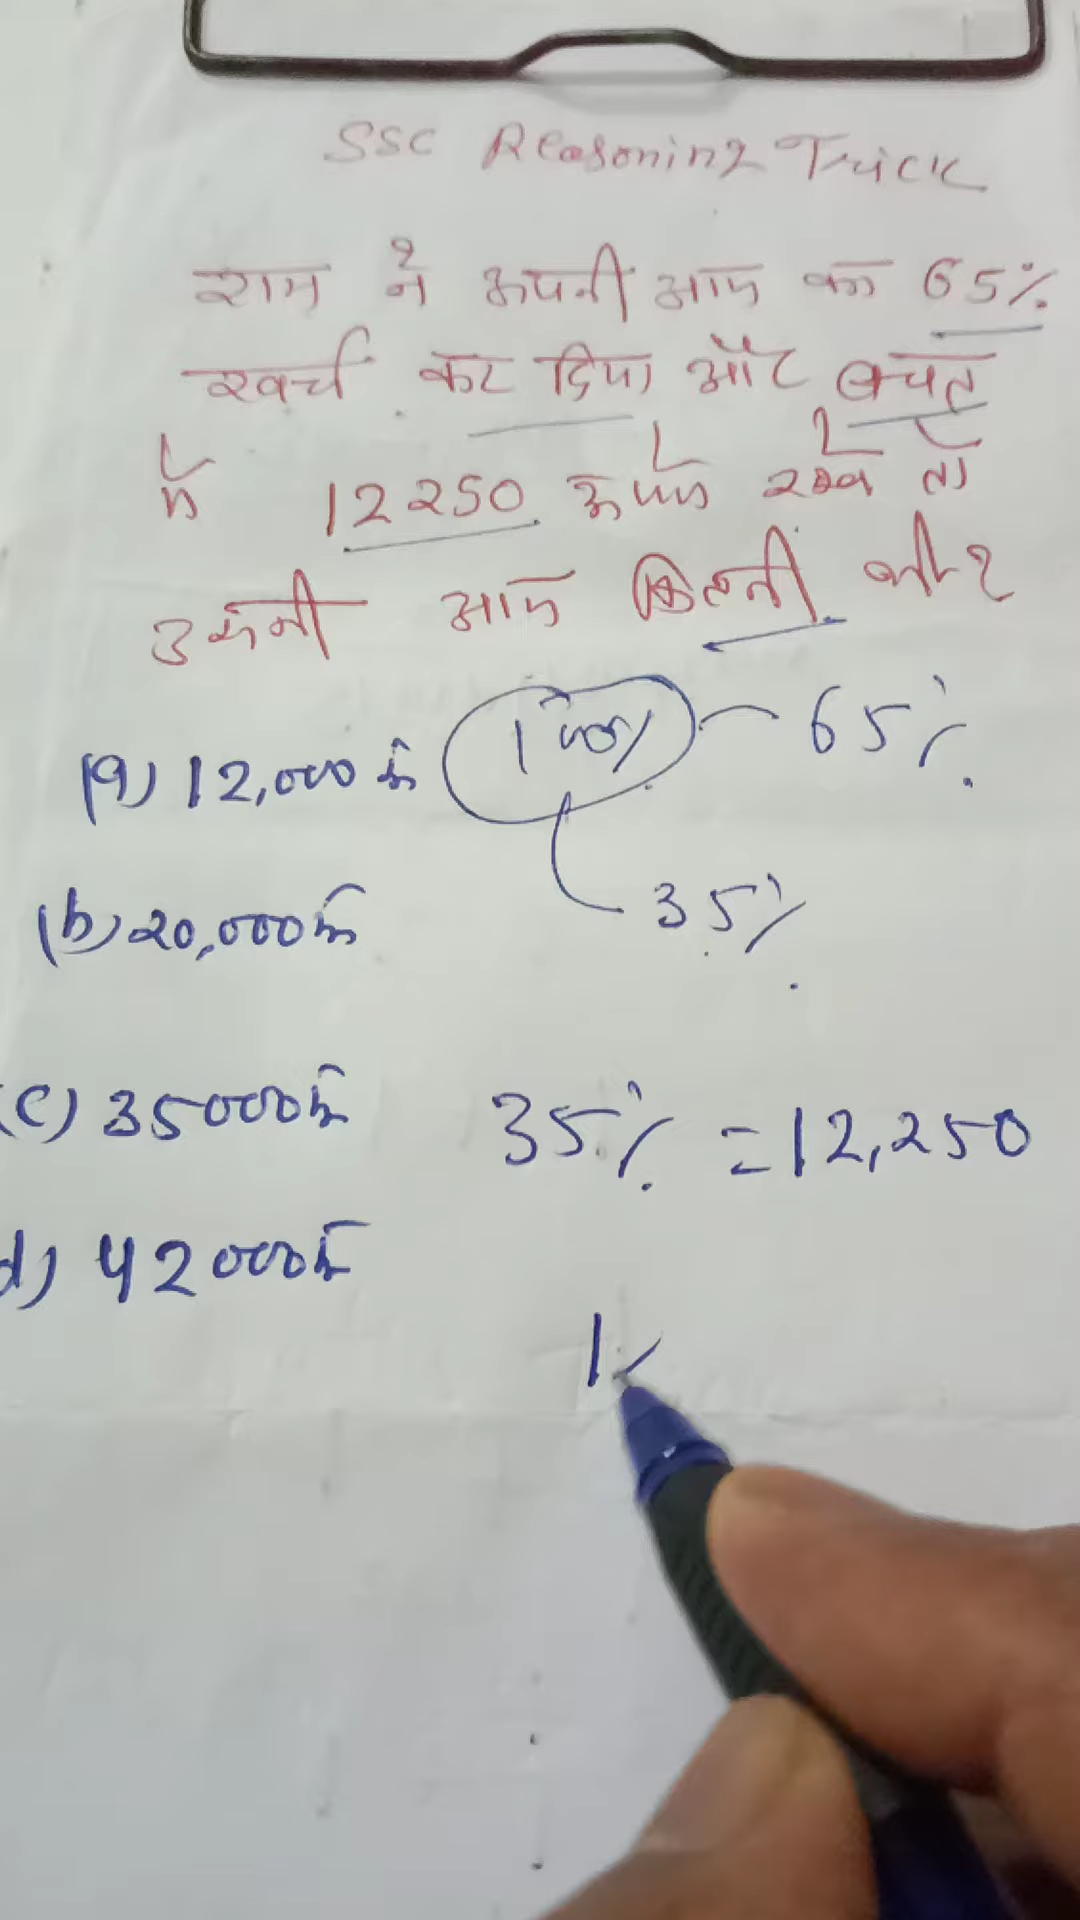 SSC Reasoning Trick
राम ने अपनी आय का 65%
खर्च कर दिया और बचत
में 12250 रूपये रखे तो
उसकी आय कितनी थी?
(a) 12,000 रु 100% 65%
(b) 20,000 रु 35%
(c) 35000 रु 35% = 12,250
d) 42000 रु
1